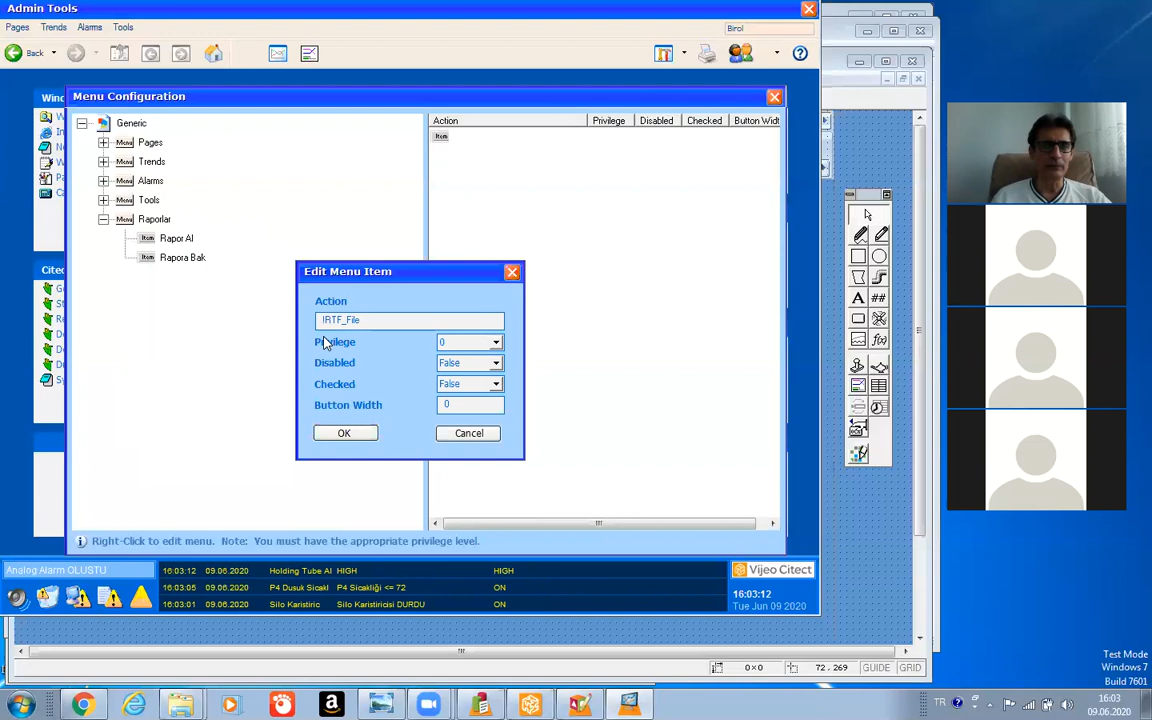 Admin Tools
Pages Trends Alarms Tools
Birol
Back
Menu Configuration
Generic
Pages
Trends
Alarms
Tools
Raporlar
Rapor Al
Rapora Bak
Action Privilege Disabled Checked Button Widt
Item
Edit Menu Item
Action
!RTF_File
Privilege 0
Disabled False
Checked False
Button Width 0
OK Cancel
Right-Click to edit menu. Note: You must have the appropriate privilege level.
Analog Alarm OLUSTU
16:03:12 09.06.2020 Holding Tube Al HIGH HIGH
16:03:05 09.06.2020 P4 Dusuk Sicakl P4 Sicakliği <= 72 ON
16:03:01 09.06.2020 Silo Karistiric Silo Karistiricisi DURDU ON
Vijeo Citect
16:03:12
Tue Jun 09 2020
0×0 72, 269 GUIDE GRID
Test Mode
Windows 7
Build 7601
TR
16:03
09.06.2020